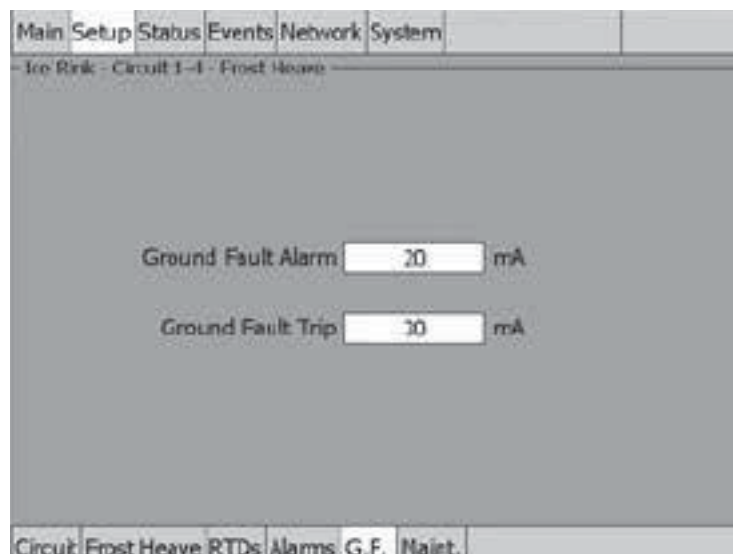 Main Setup Status Events Network System
Ice Rink - Circuit 1-4 - Frost Heave
Ground Fault Alarm 20 mA
Ground Fault Trip 30 mA
Circuit Frost Heave RTDs Alarms G.F. Maint.